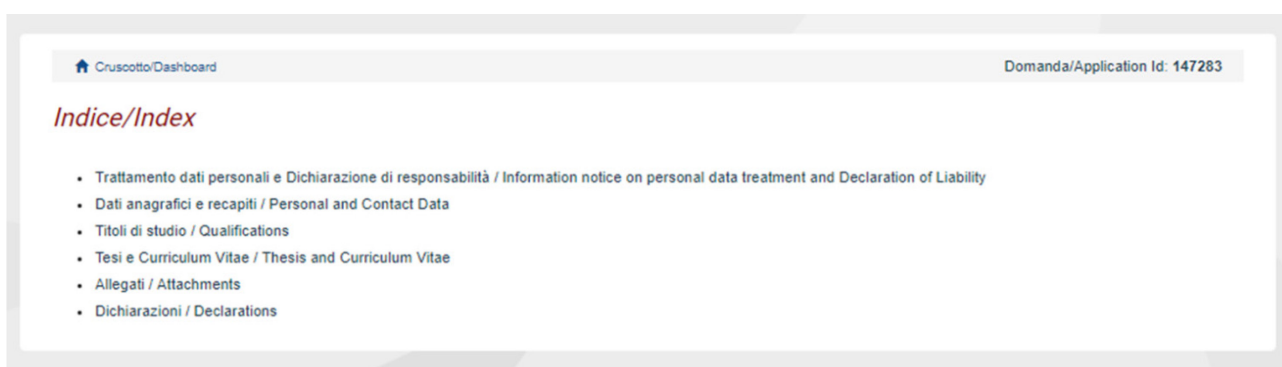 Cruscotto/Dashboard
Domanda/Application Id: 147283
Indice/Index
Trattamento dati personali e Dichiarazione di responsabilità / Information notice on personal data treatment and Declaration of Liability
Dati anagrafici e recapiti / Personal and Contact Data
Titoli di studio / Qualifications
Tesi e Curriculum Vitae / Thesis and Curriculum Vitae
Allegati / Attachments
Dichiarazioni / Declarations